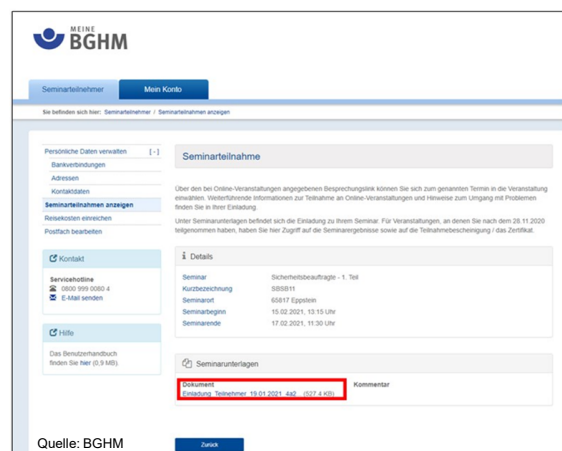 MEINE
BGHM
Seminarteilnehmer
Mein Konto
Sie befinden sich hier: Seminarteilnehmer / Seminarteilnahmen anzeigen
Persönliche Daten verwalten [-]
Bankverbindungen
Adressen
Kontaktdaten
Seminarteilnahmen anzeigen
Reisekosten einreichen
Postfach bearbeiten
Kontakt
Servicehotline
0800 999 0080 4
E-Mail senden
Hilfe
Das Benutzerhandbuch
finden Sie hier (0,9 MB).
Seminarteilnahme
Über den bei Online-Veranstaltungen angegebenen Besprechungslink können Sie sich zum genannten Termin in die Veranstaltung
einwählen. Weiterführende Informationen zur Teilnahme an Online-Veranstaltungen und Hinweise zum Umgang mit Problemen
finden Sie in Ihrer Einladung.
Unter Seminarunterlagen befindet sich die Einladung zu Ihrem Seminar. Für Veranstaltungen, an denen Sie nach dem 28.11.2020
teilgenommen haben, haben Sie hier Zugriff auf die Seminarergebnisse sowie auf die Teilnahmebescheinigung / das Zertifikat.
i Details
Seminar Sicherheitsbeauftragte - 1. Teil
Kurzbezeichnung SBSB11
Seminarort 65817 Eppstein
Seminarbeginn 15.02.2021, 13:15 Uhr
Seminarende 17.02.2021, 11:30 Uhr
Seminarunterlagen
Dokument Kommentar
Einladung_Teilnehmer_19.01.2021_4a2... (527,4 KB)
Zurück
Quelle: BGHM